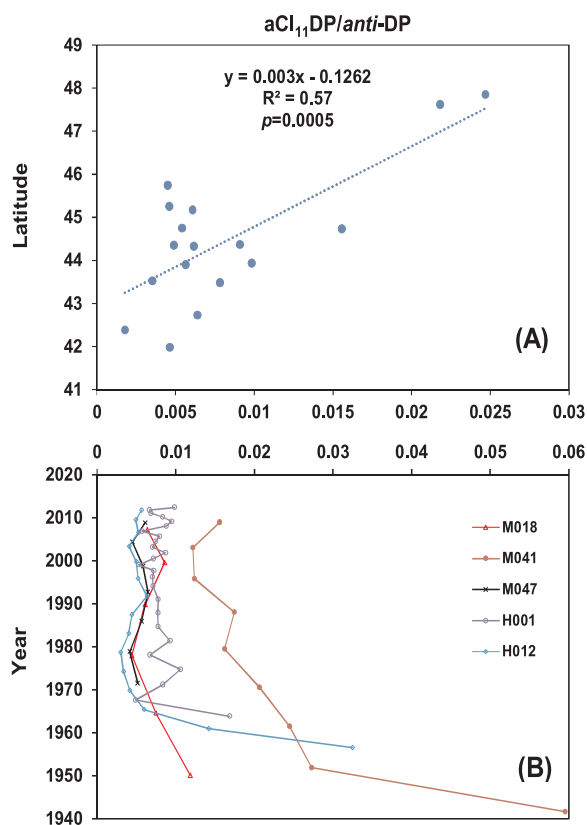 aCl₁₁DP/anti-DP
49
48
47
46
45
44
43
42
41
Latitude
y = 0.003x - 0.1262
R² = 0.57
p=0.0005
(A)
0 0.005 0.01 0.015 0.02 0.025 0.03
0 0.01 0.02 0.03 0.04 0.05 0.06
2020
2010
2000
1990
1980
1970
1960
1950
1940
Year
M018
M041
M047
H001
H012
(B)